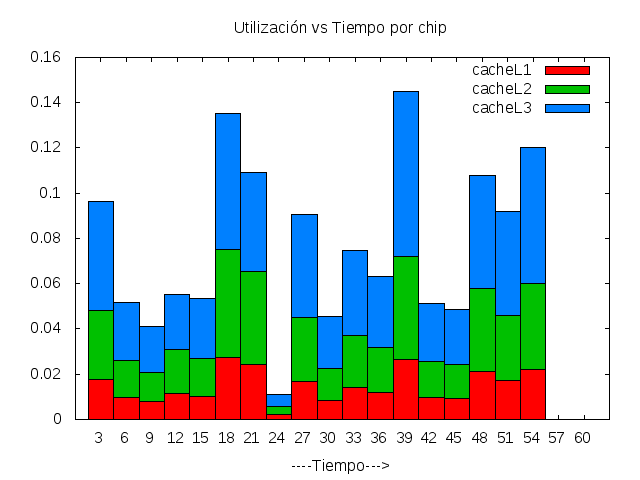 Utilización vs Tiempo por chip
0.16
0.14
0.12
0.1
0.08
0.06
0.04
0.02
0
cacheL1
cacheL2
cacheL3
3 6 9 12 15 18 21 24 27 30 33 36 39 42 45 48 51 54 57 60
----Tiempo--->